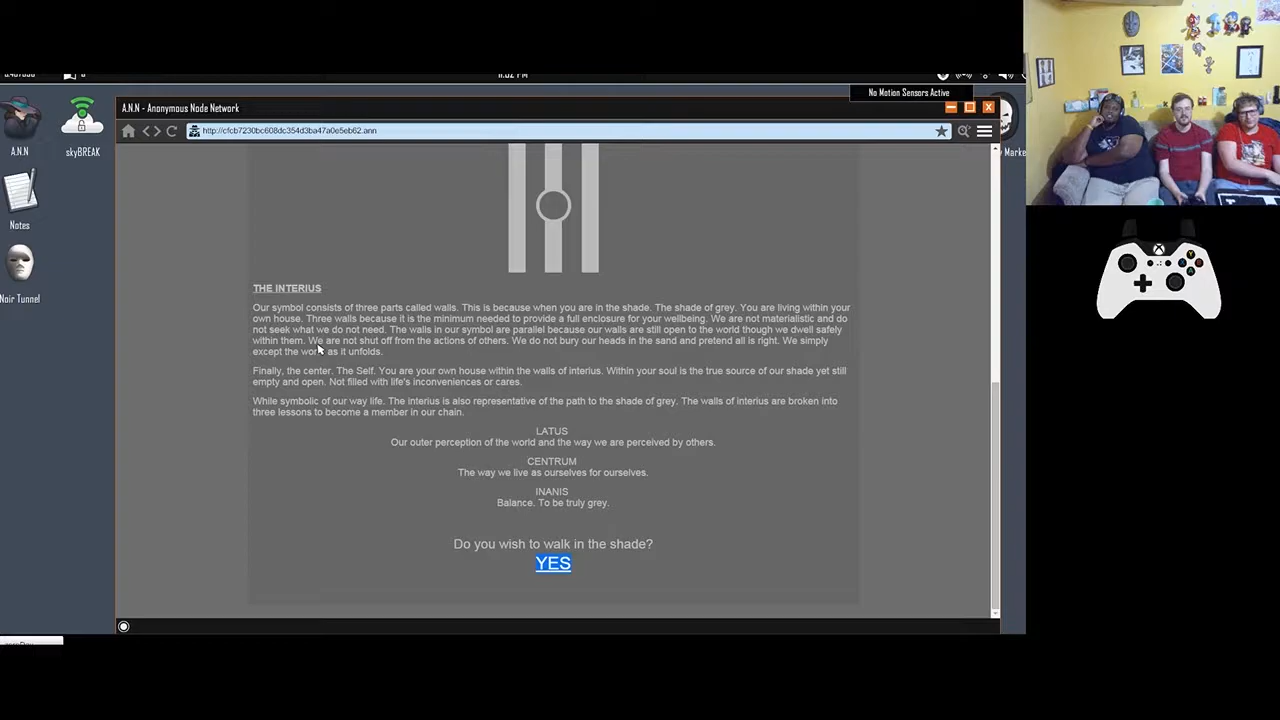 No Motion Sensors Active
A.N.N - Anonymous Node Network
http://cfcb7230bc608dc354d3ba47a0e5eb62.ann
A.N.N
skyBREAK
Notes
Noir Tunnel
THE INTERIUS
Our symbol consists of three parts called walls. This is because when you are in the shade. The shade of grey. You are living within your
own house. Three walls because it is the minimum needed to provide a full enclosure for your wellbeing. We are not materialistic and do
not seek what we do not need. The walls in our symbol are parallel because our walls are still open to the world though we dwell safely
within them. We are not shut off from the actions of others. We do not bury our heads in the sand and pretend all is right. We simply
except the as it unfolds.
Finally, the center. The Self. You are your own house within the walls of interius. Within your soul is the true source of our shade yet still
empty and open. Not filled with life's inconveniences or cares.
While symbolic of our way life. The interius is also representative of the path to the shade of grey. The walls of interius are broken into
three lessons to become a member in our chain.
LATUS
Our outer perception of the world and the way we are perceived by others.
CENTRUM
The way we live as ourselves for ourselves.
INANIS
Balance. To be truly grey.
Do you wish to walk in the shade?
YES